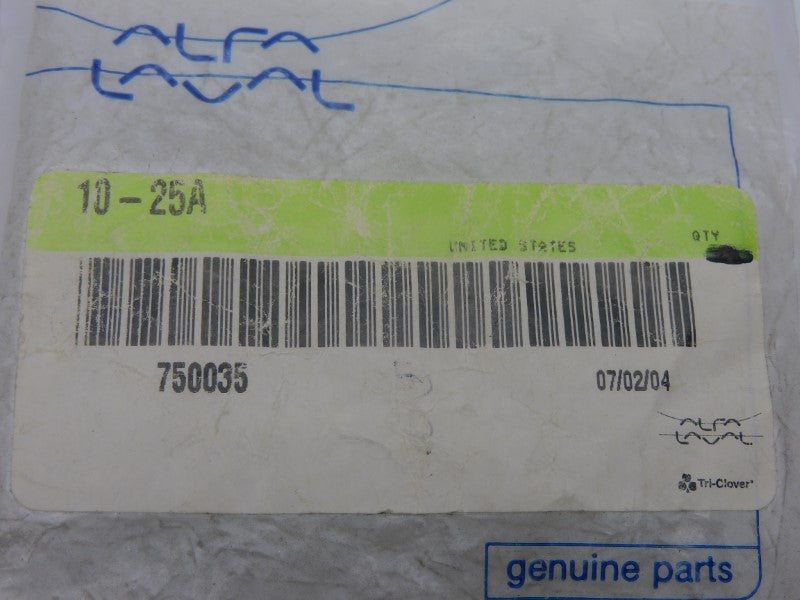 ALFA
LAVAL
10-25A
UNITED STATES
QTY
750035
07/02/04
ALFA
LAVAL
Tri-Clover
genuine parts